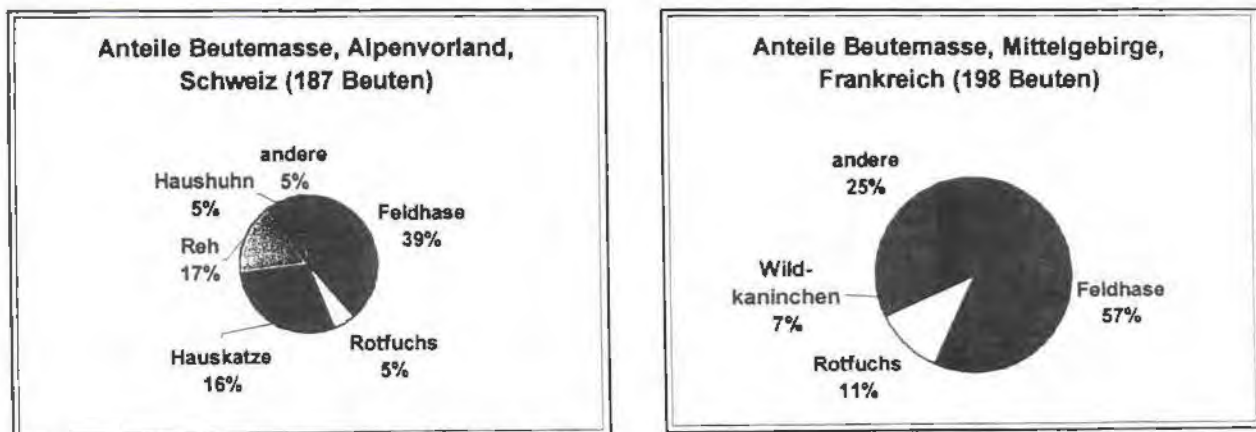 Anteile Beutemasse, Alpenvorland,
Schweiz (187 Beuten)
andere
5%
Haushuhn
5%
Feldhase
39%
Reh
17%
Hauskatze
16%
Rotfuchs
5%
Anteile Beutemasse, Mittelgebirge,
Frankreich (198 Beuten)
andere
25%
Wild-
kaninchen
7%
Feldhase
57%
Rotfuchs
11%